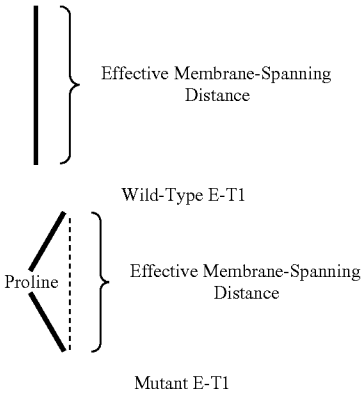 Effective Membrane-Spanning
Distance
Wild-Type E-T1
Proline
Effective Membrane-Spanning
Distance
Mutant E-T1